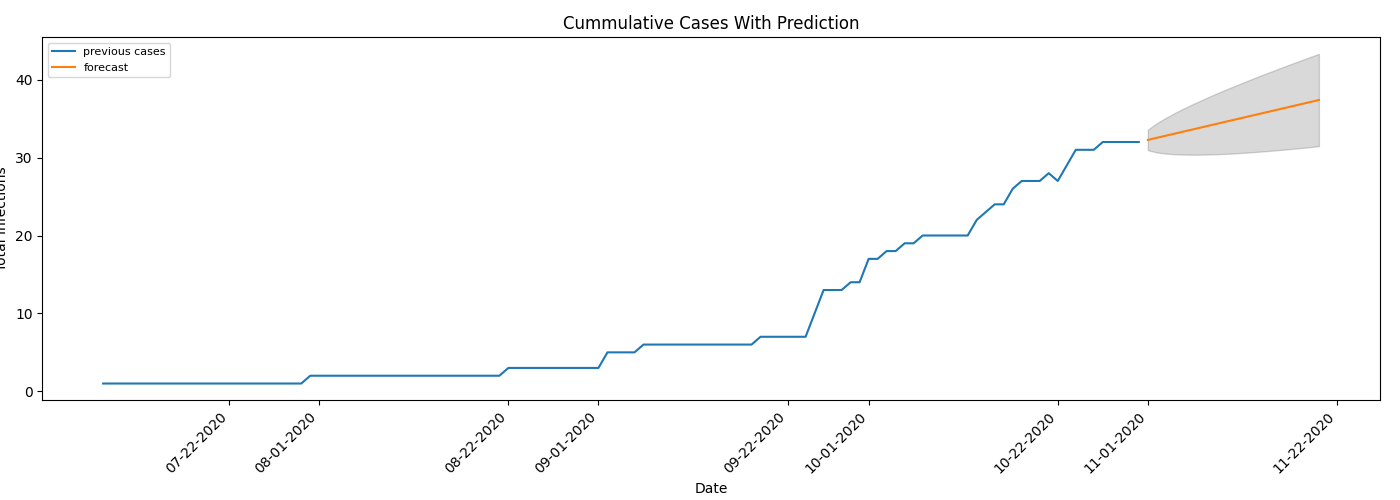 Cummulative Cases With Prediction
previous cases
forecast
40
30
20
10
0
Total Infections
07-22-2020
08-01-2020
08-22-2020
09-01-2020
09-22-2020
10-01-2020
10-22-2020
11-01-2020
11-22-2020
Date